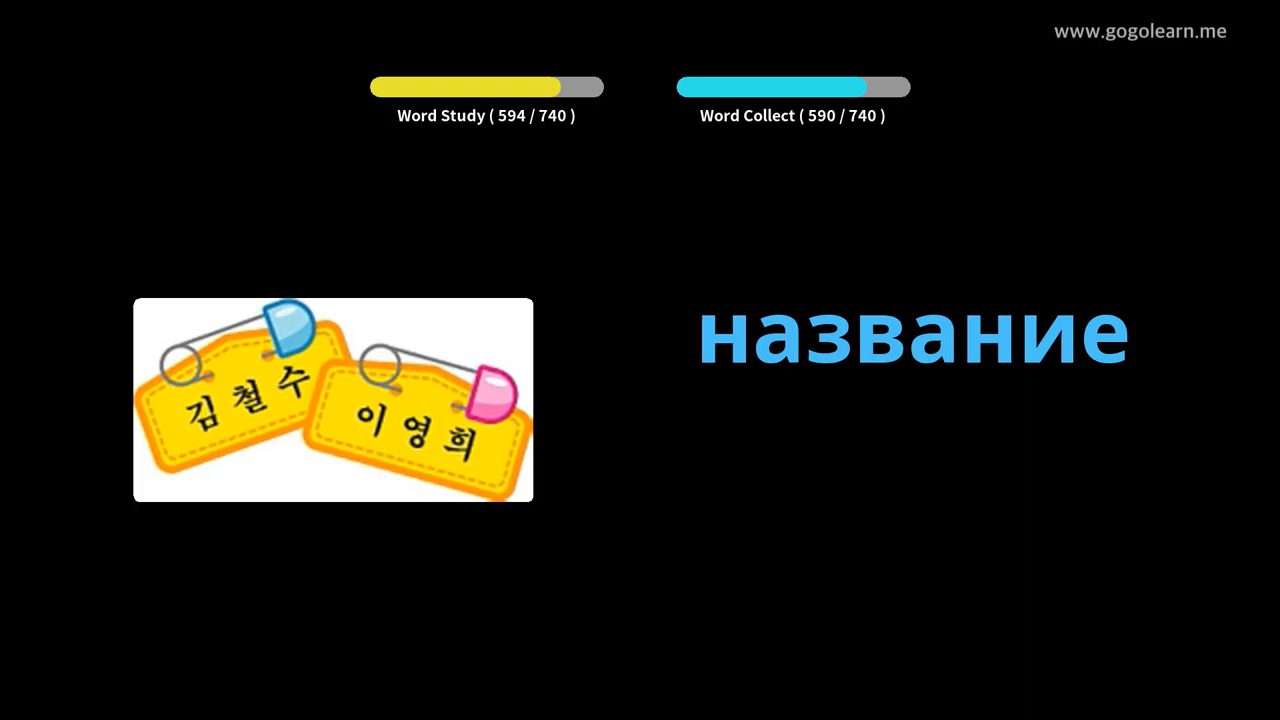 www.gogolearn.me
Word Study ( 594 / 740 )
Word Collect ( 590 / 740 )
название
김 철 수
이 영 희